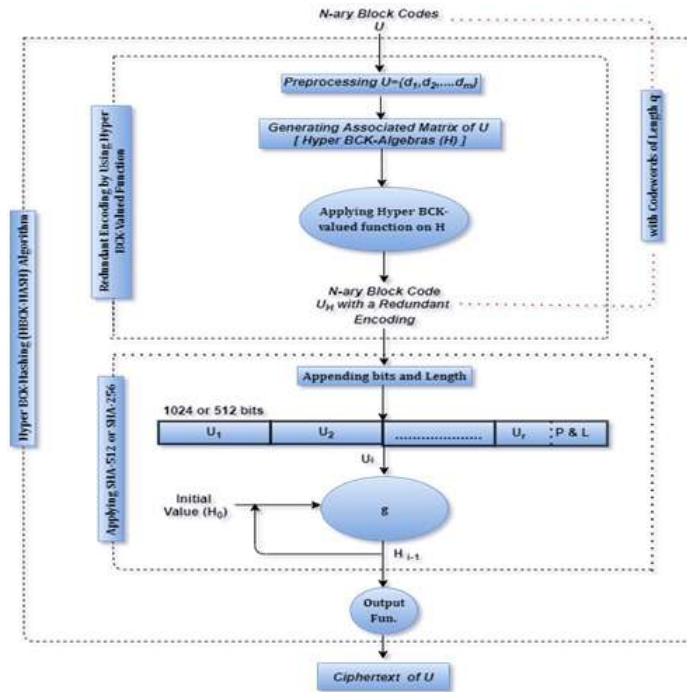 N-ary Block Codes
U
Preprocessing U={d1,d2,....dm}
Generating Associated Matrix of U
[ Hyper BCK-Algebras (H) ]
Applying Hyper BCK-
valued function on H
N-ary Block Code
UH with a Redundant
Encoding
Redundant Encoding by Using Hyper
BCK-Valued Function
with Codewords of Length q
Hyper BCK-Hashing (HBCK-HASH) Algorithm
Appending bits and Length
Applying SHA-512 or SHA-256
1024 or 512 bits
U1
U2
.......................
Ur
P & L
Ui
Initial
Value (H0)
g
H i-1
Output
Fun.
Ciphertext of U